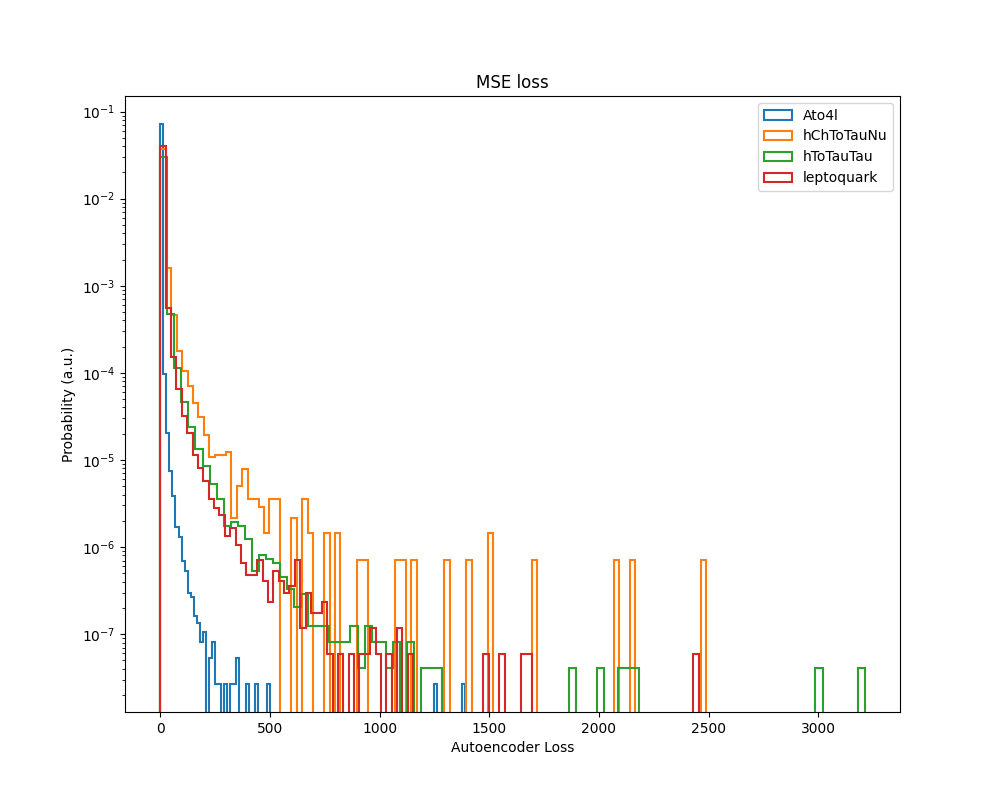 MSE loss
Probability (a.u.)
10⁻¹
10⁻²
10⁻³
10⁻⁴
10⁻⁵
10⁻⁶
10⁻⁷
Ato4l
hChToTauNu
hToTauTau
leptoquark
0 500 1000 1500 2000 2500 3000
Autoencoder Loss